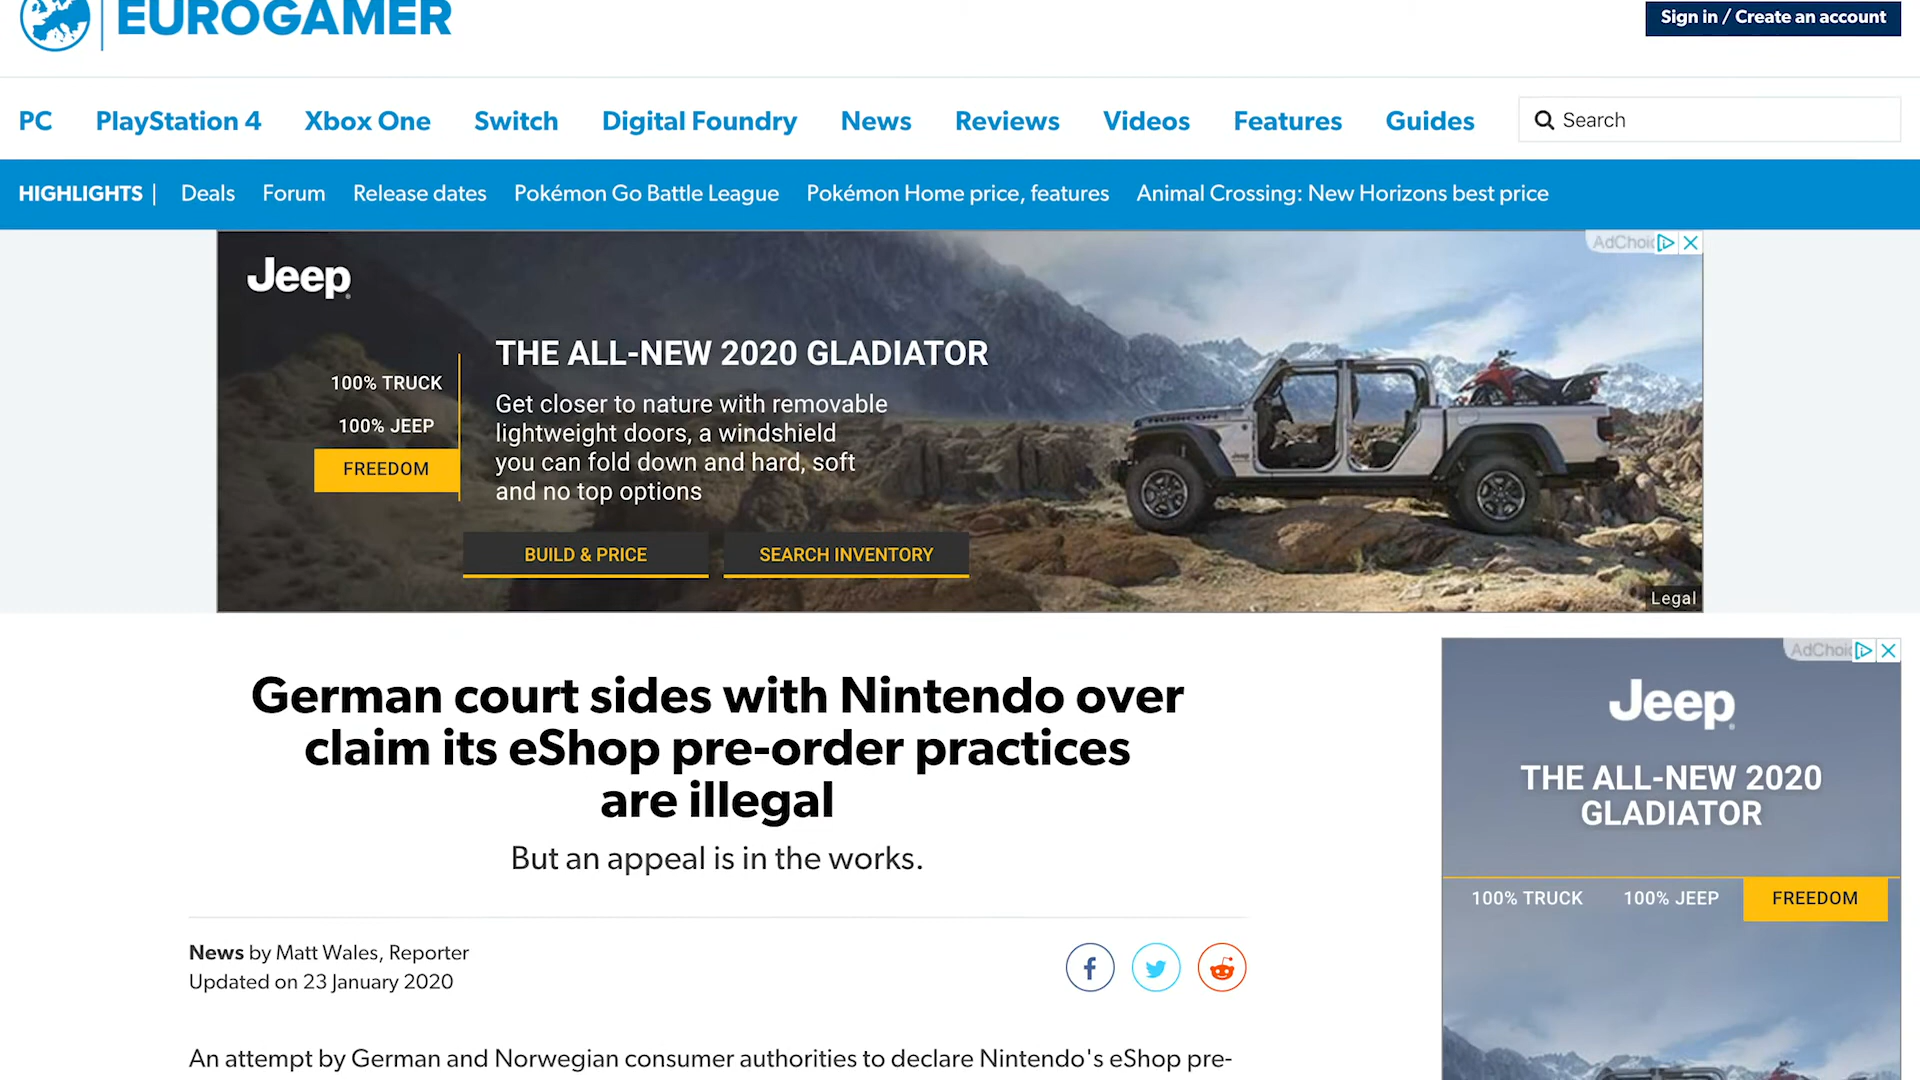 EUROGAMER
Sign in / Create an account
PC PlayStation 4 Xbox One Switch Digital Foundry News Reviews Videos Features Guides Search
HIGHLIGHTS | Deals Forum Release dates Pokémon Go Battle League Pokémon Home price, features Animal Crossing: New Horizons best price
AdChoic
Jeep
100% TRUCK
100% JEEP
FREEDOM
THE ALL-NEW 2020 GLADIATOR
Get closer to nature with removable
lightweight doors, a windshield
you can fold down and hard, soft
and no top options
BUILD & PRICE
SEARCH INVENTORY
RUBICON
Legal
German court sides with Nintendo over
claim its eShop pre-order practices
are illegal
But an appeal is in the works.
News by Matt Wales, Reporter
Updated on 23 January 2020
An attempt by German and Norwegian consumer authorities to declare Nintendo's eShop pre-
AdChoic
Jeep
THE ALL-NEW 2020
GLADIATOR
100% TRUCK 100% JEEP FREEDOM